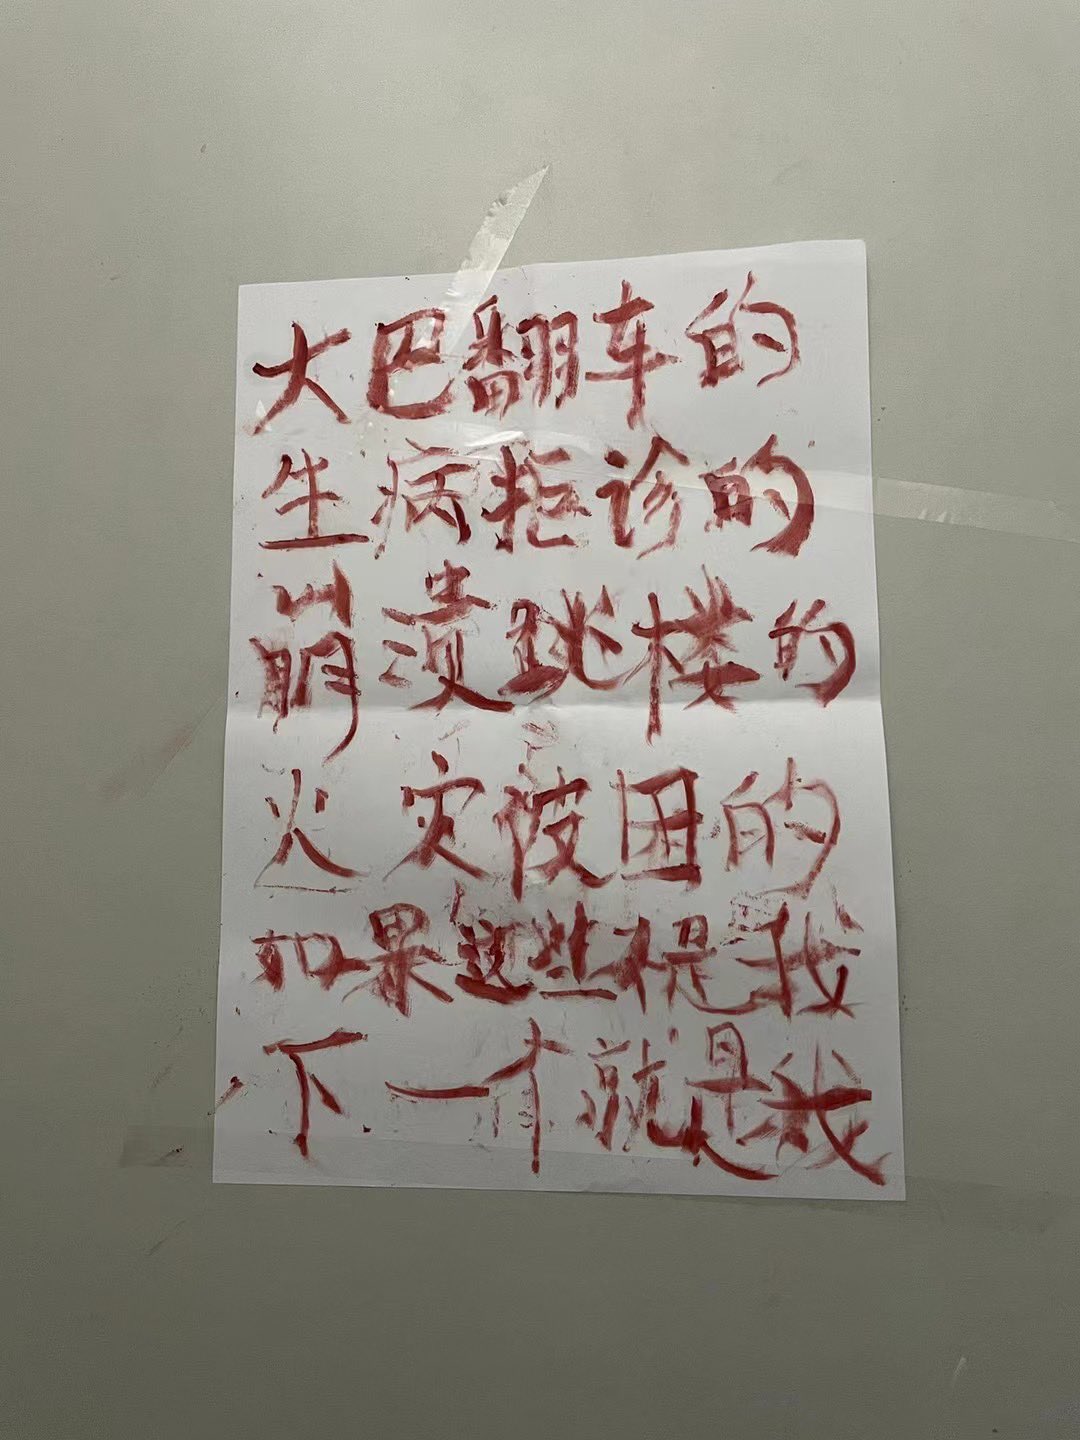 大巴翻车的
生病拒诊的
崩溃跳楼的
火灾被困的
如果这些不是我
下一个就是我